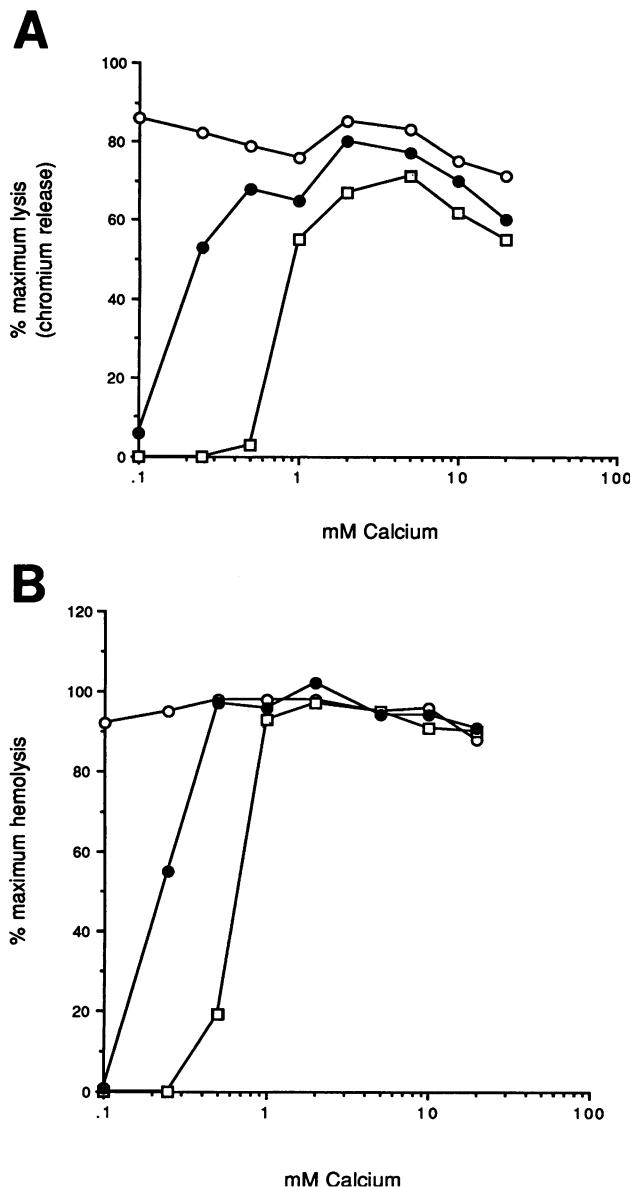 A
100
80
60
40
20
0
% maximum lysis
(chromium release)
.1 1 10 100
mM Calcium
B
120
100
80
60
40
20
0
% maximum hemolysis
.1 1 10 100
mM Calcium